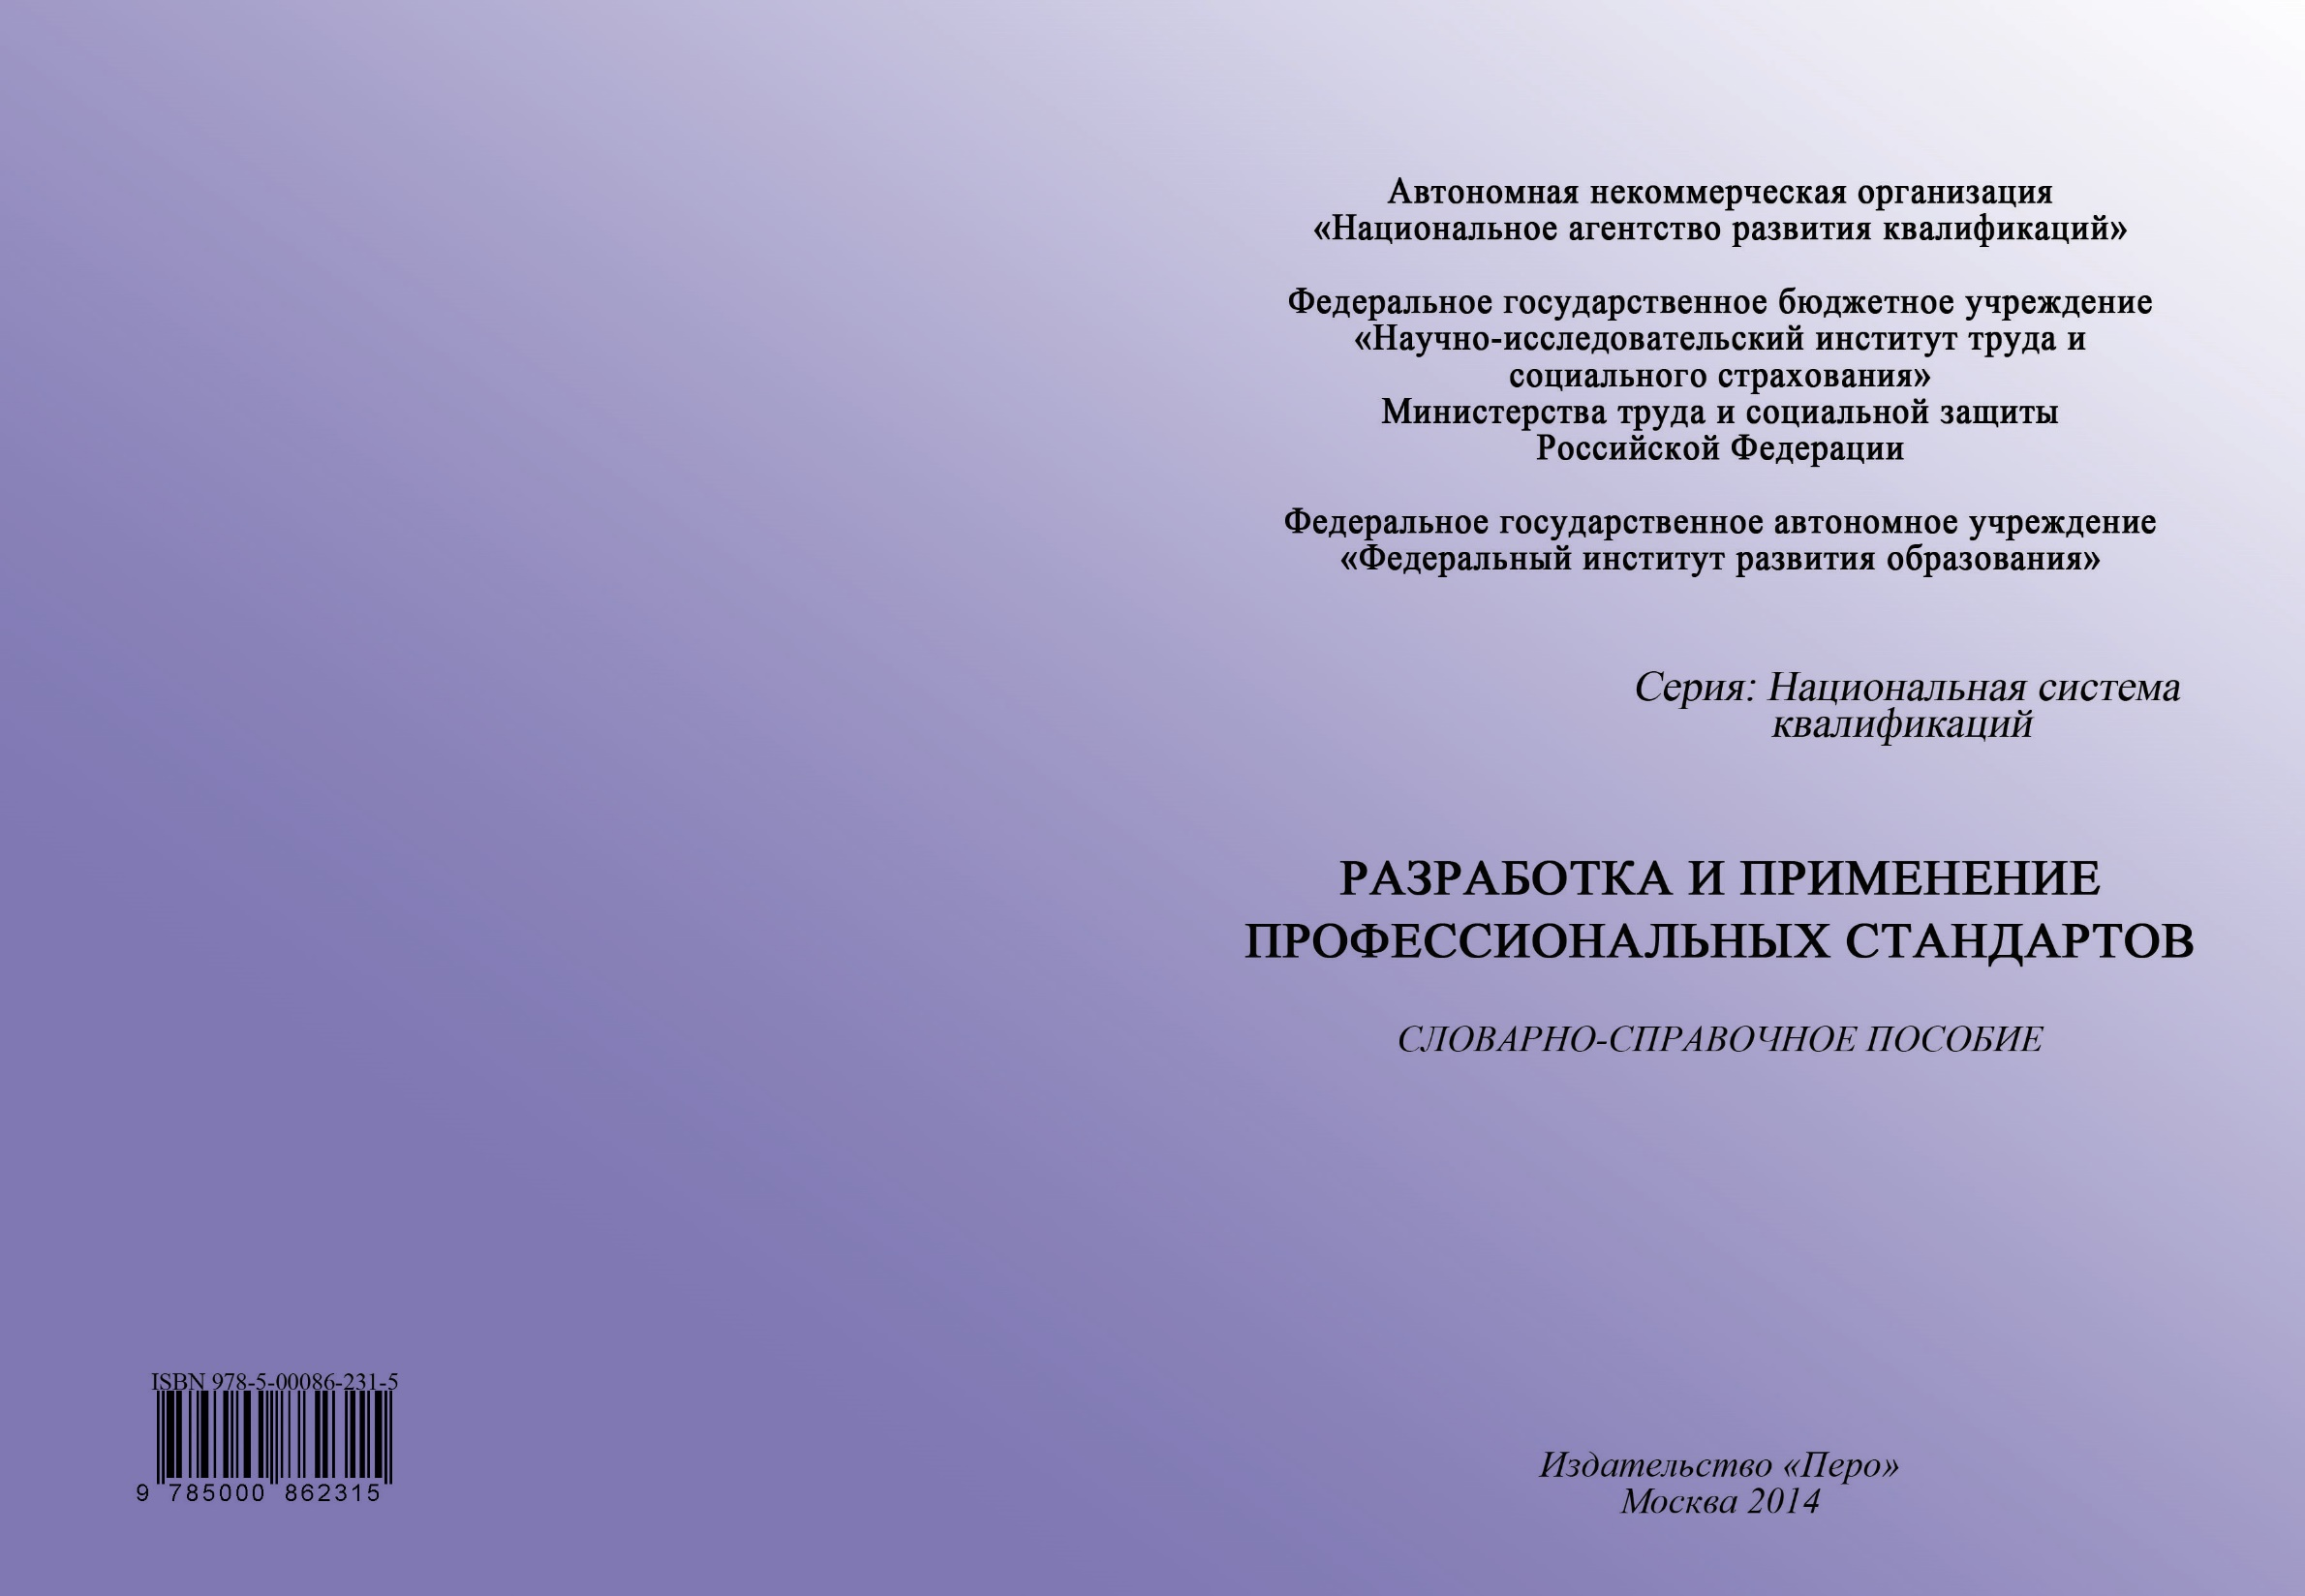 Автономная некоммерческая организация
«Национальное агентство развития квалификаций»
Федеральное государственное бюджетное учреждение
«Научно-исследовательский институт труда и
социального страхования»
Министерства труда и социальной защиты
Российской Федерации
Федеральное государственное автономное учреждение
«Федеральный институт развития образования»
Серия: Национальная система
квалификаций
РАЗРАБОТКА И ПРИМЕНЕНИЕ
ПРОФЕССИОНАЛЬНЫХ СТАНДАРТОВ
СЛОВАРНО-СПРАВОЧНОЕ ПОСОБИЕ
Издательство «Перо»
Москва 2014
ISBN 978-5-00086-231-5
9 785000 862315